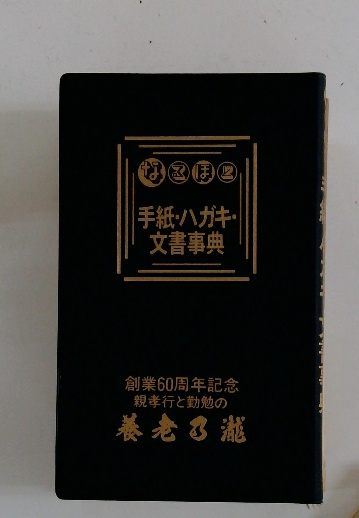 なるほど
手紙・ハガキ・
文書事典
創業60周年記念
親孝行と勤勉の
養老乃瀧